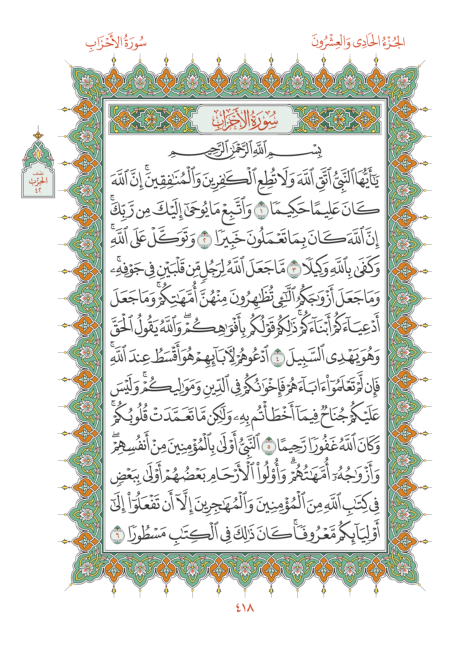 الجُزْءُ الحَادِى وَالعِشْرُونَ
سُورَةُ الأَحْزَابِ
سُورَةُ الأَحْزَابِ
بِسْمِ ٱللَّهِ ٱلرَّحْمَٰنِ ٱلرَّحِيمِ
يَٰٓأَيُّهَا ٱلنَّبِىُّ ٱتَّقِ ٱللَّهَ وَلَا تُطِعِ ٱلْكَٰفِرِينَ وَٱلْمُنَٰفِقِينَۗ إِنَّ ٱللَّهَ
كَانَ عَلِيمًا حَكِيمًا ١ وَٱتَّبِعْ مَا يُوحَىٰٓ إِلَيْكَ مِن رَّبِّكَۚ
إِنَّ ٱللَّهَ كَانَ بِمَا تَعْمَلُونَ خَبِيرًا ٢ وَتَوَكَّلْ عَلَى ٱللَّهِۚ
وَكَفَىٰ بِٱللَّهِ وَكِيلًا ٣ مَّا جَعَلَ ٱللَّهُ لِرَجُلٍ مِّن قَلْبَيْنِ فِى جَوْفِهِۦۚ
وَمَا جَعَلَ أَزْوَٰجَكُمُ ٱلَّٰٓـِٔى تُظَٰهِرُونَ مِنْهُنَّ أُمَّهَٰتِكُمْۚ وَمَا جَعَلَ
أَدْعِيَآءَكُمْ أَبْنَآءَكُمْۚ ذَٰلِكُمْ قَوْلُكُم بِأَفْوَٰهِكُمْۖ وَٱللَّهُ يَقُولُ ٱلْحَقَّ
وَهُوَ يَهْدِى ٱلسَّبِيلَ ٤ ٱدْعُوهُمْ لِـَٔابَآئِهِمْ هُوَ أَقْسَطُ عِندَ ٱللَّهِۚ
فَإِن لَّمْ تَعْلَمُوٓا۟ ءَابَآءَهُمْ فَإِخْوَٰنُكُمْ فِى ٱلدِّينِ وَمَوَٰلِيكُمْۚ وَلَيْسَ
عَلَيْكُمْ جُنَاحٌ فِيمَآ أَخْطَأْتُم بِهِۦ وَلَٰكِن مَّا تَعَمَّدَتْ قُلُوبُكُمْۚ
وَكَانَ ٱللَّهُ غَفُورًا رَّحِيمًا ٥ ٱلنَّبِىُّ أَوْلَىٰ بِٱلْمُؤْمِنِينَ مِنْ أَنفُسِهِمْۖ
وَأَزْوَٰجُهُۥٓ أُمَّهَٰتُهُمْۗ وَأُو۟لُوا۟ ٱلْأَرْحَامِ بَعْضُهُمْ أَوْلَىٰ بِبَعْضٍ
فِى كِتَٰبِ ٱللَّهِ مِنَ ٱلْمُؤْمِنِينَ وَٱلْمُهَٰجِرِينَ إِلَّآ أَن تَفْعَلُوٓا۟ إِلَىٰٓ
أَوْلِيَآئِكُم مَّعْرُوفًاۚ كَانَ ذَٰلِكَ فِى ٱلْكِتَٰبِ مَسْطُورًا ٦
نصف
الحزب
٤٢
٤١٨